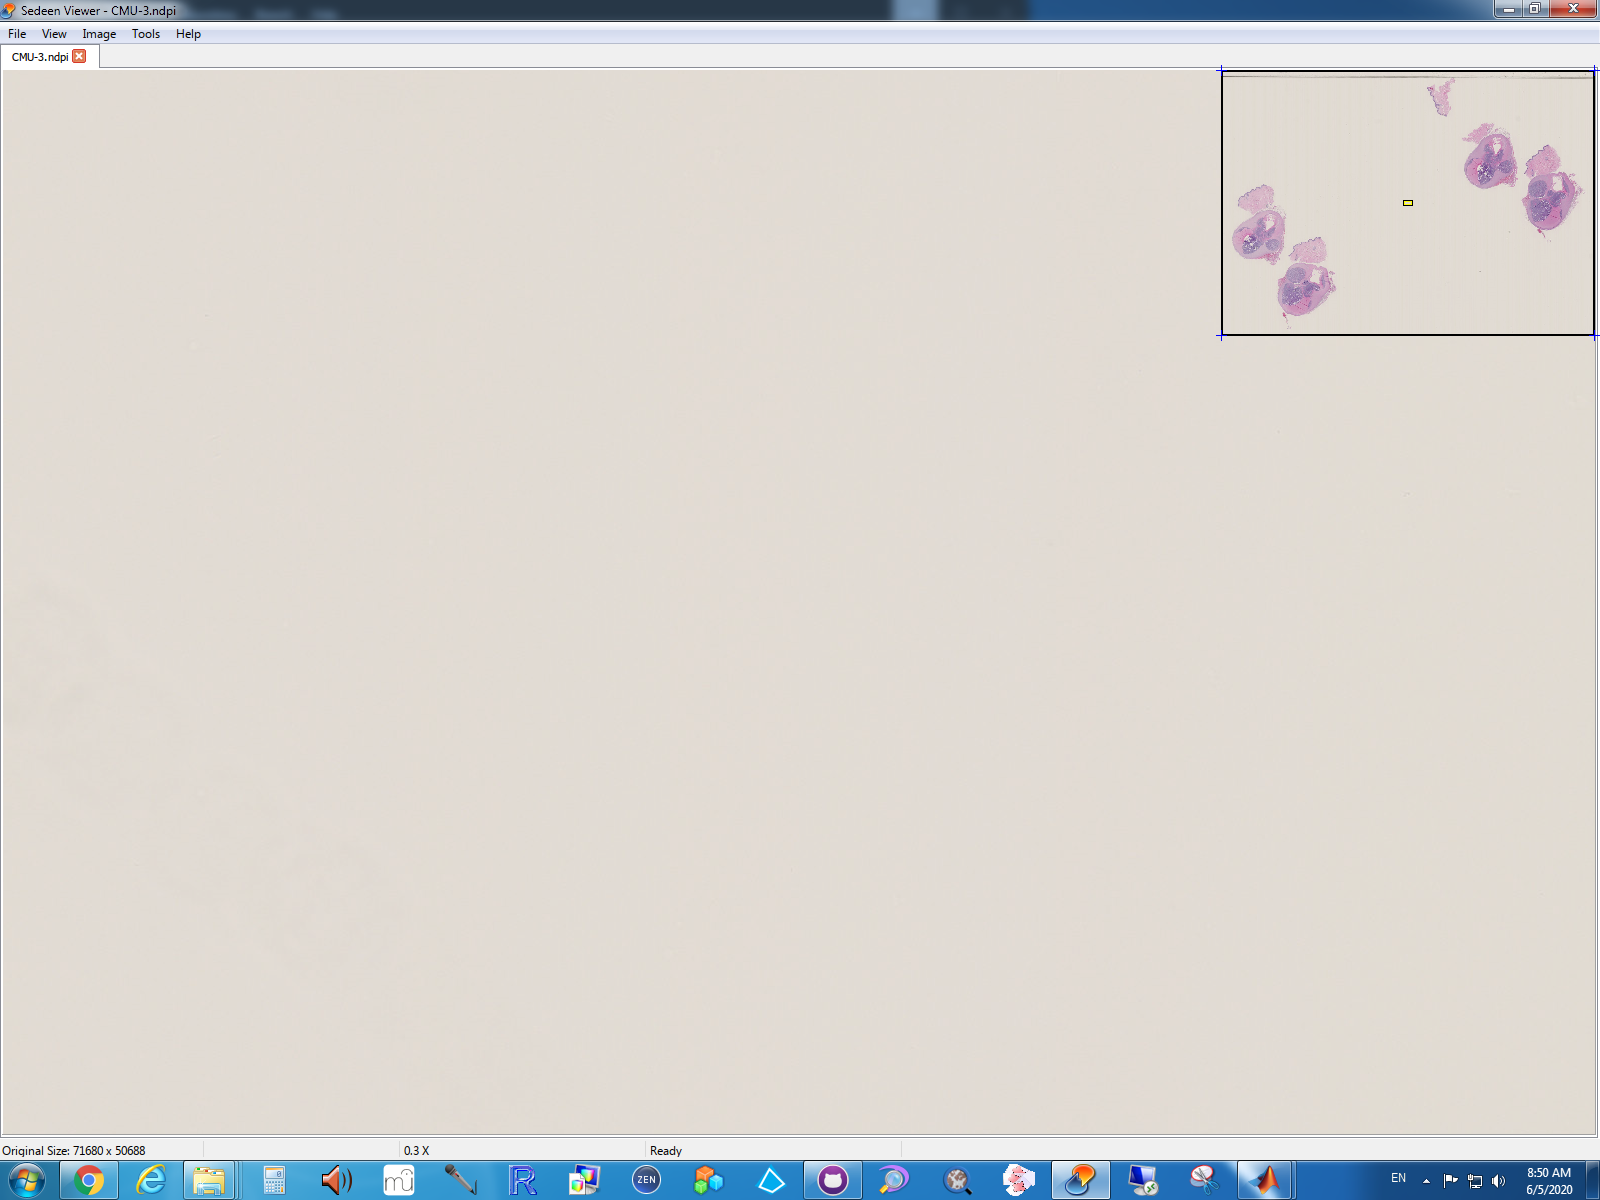 Sedeen Viewer - CMU-3.ndpi
File View Image Tools Help
CMU-3.ndpi
Original Size: 71680 x 50688 0.3 X Ready
mû
R
ZEN
EN
8:50 AM
6/5/2020